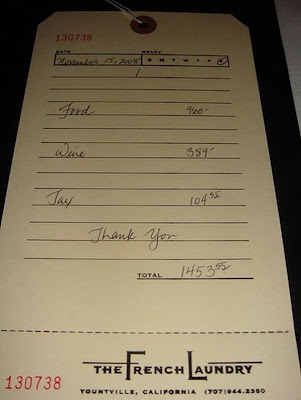 130738
DATE READY
November 15, 2008 S M T W T F S
Food 960-
Wine 389-
Tax 104 55
Thank You
TOTAL 1453 55
THE FRENCH LAUNDRY
130738 YOUNTVILLE, CALIFORNIA (707) 944.2380